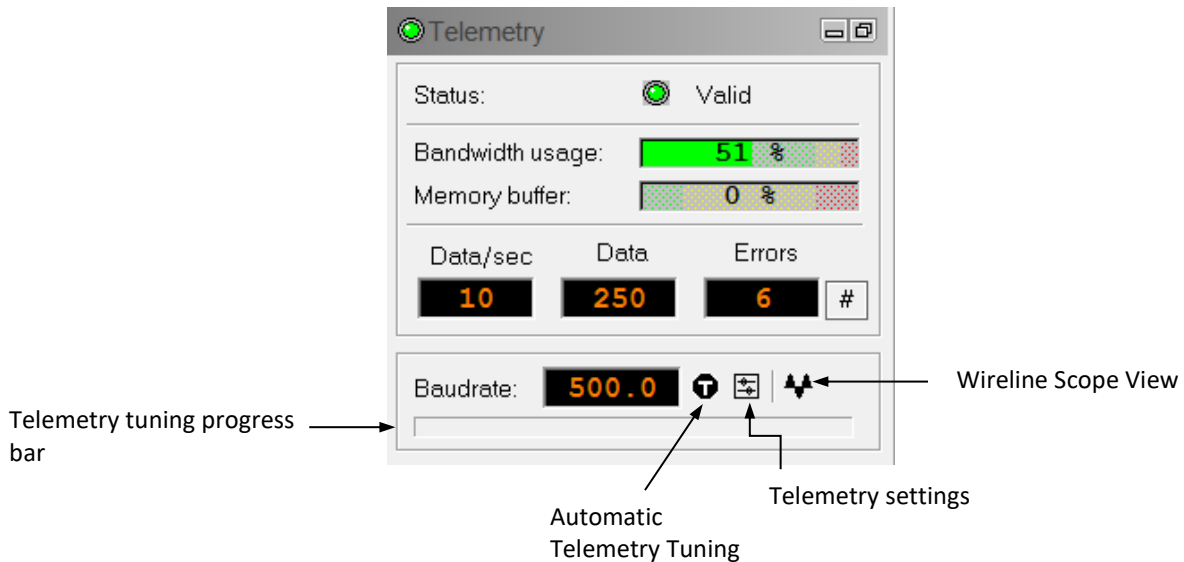 Telemetry
Status: Valid
Bandwidth usage: 51 %
Memory buffer: 0 %
Data/sec Data Errors
10 250 6 #
Baudrate: 500.0 T
Wireline Scope View
Telemetry tuning progress
bar
Telemetry settings
Automatic
Telemetry Tuning